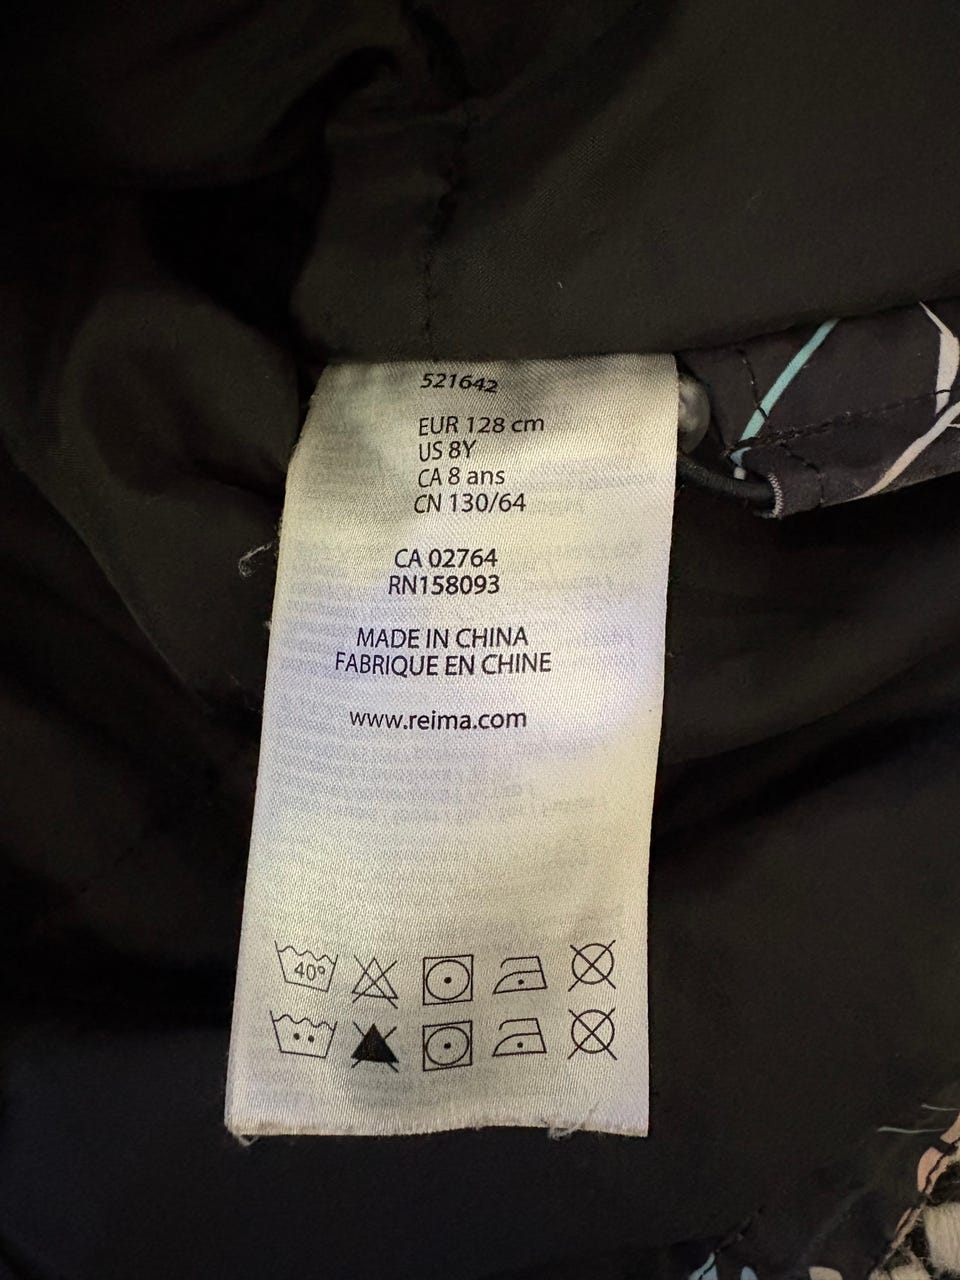 521642
EUR 128 cm
US 8Y
CA 8 ans
CN 130/64
CA 02764
RN158093
MADE IN CHINA
FABRIQUE EN CHINE
www.reima.com
40°